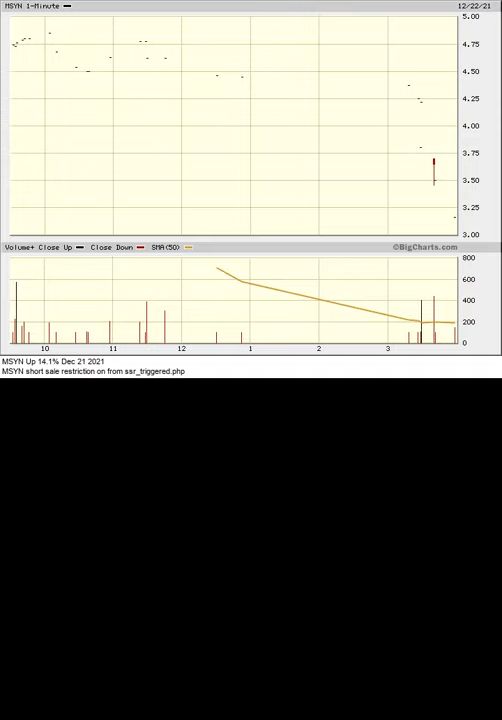 MSYN 1-Minute 12/22/21
5.00
4.75
4.50
4.25
4.00
3.75
3.50
3.25
3.00
Volume+ Close Up Close Down SMA(50) ©BigCharts.com
800
600
400
200
0
10 11 12 1 2 3
MSYN Up 14.1% Dec 21 2021
MSYN short sale restriction on from ssr_triggered.php